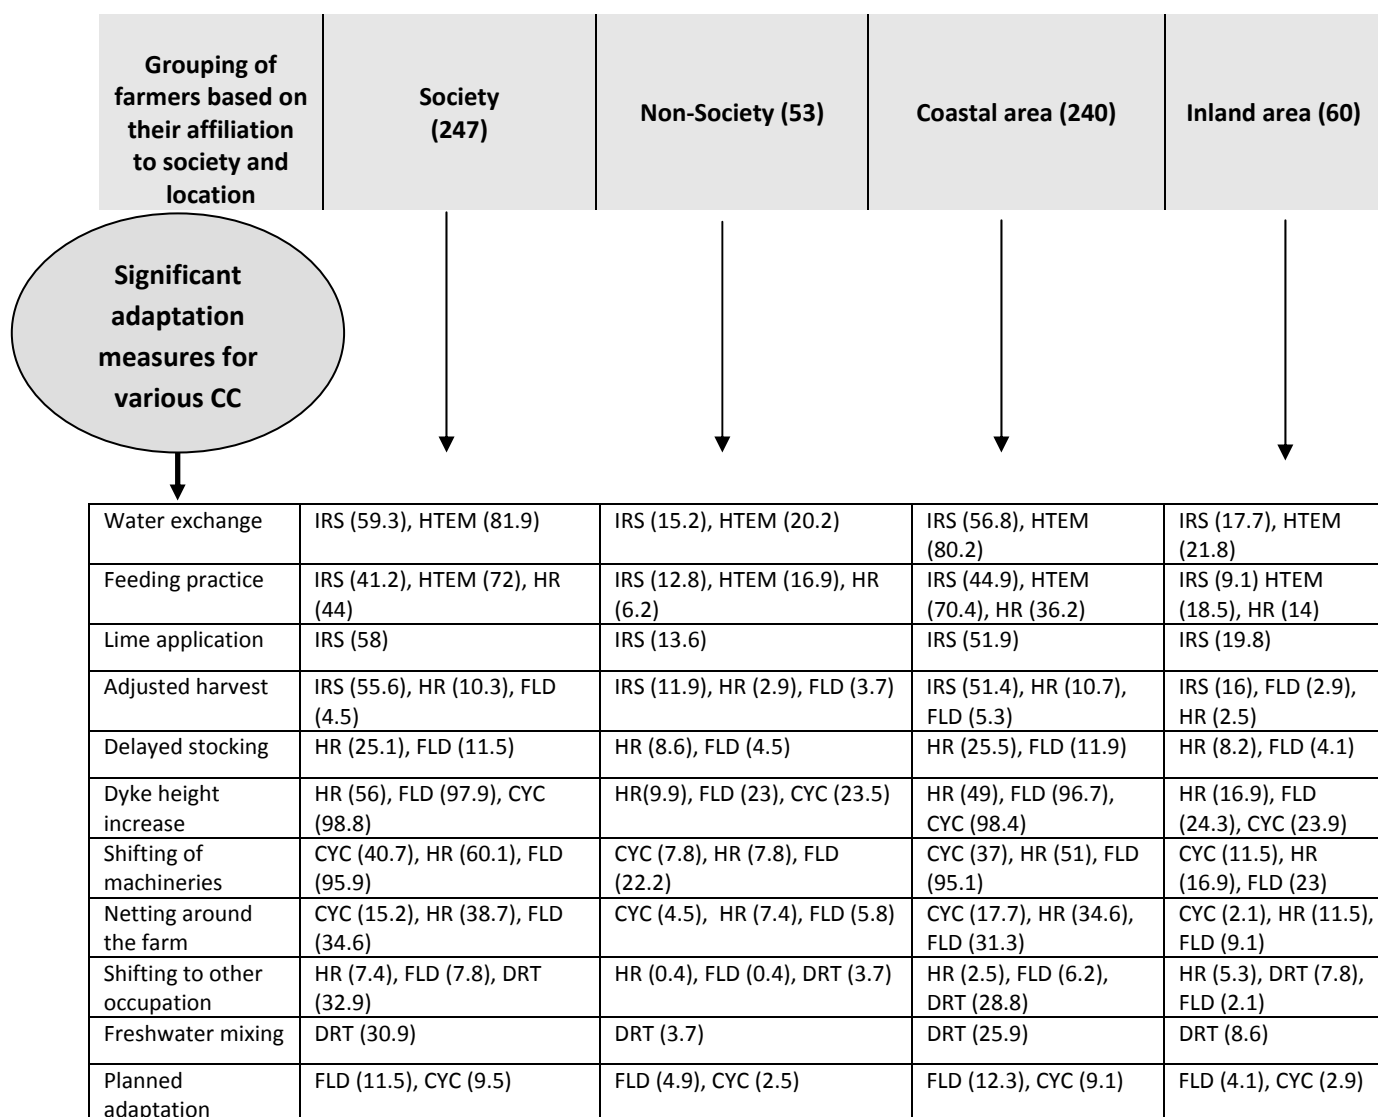 Grouping of
farmers based on
their affiliation
to society and
location
Society
(247)
Non-Society (53)
Coastal area (240)
Inland area (60)
Significant
adaptation
measures for
various CC
Water exchange
IRS (59.3), HTEM (81.9)
IRS (15.2), HTEM (20.2)
IRS (56.8), HTEM
(80.2)
IRS (17.7), HTEM
(21.8)
Feeding practice
IRS (41.2), HTEM (72), HR
(44)
IRS (12.8), HTEM (16.9), HR
(6.2)
IRS (44.9), HTEM
(70.4), HR (36.2)
IRS (9.1) HTEM
(18.5), HR (14)
Lime application
IRS (58)
IRS (13.6)
IRS (51.9)
IRS (19.8)
Adjusted harvest
IRS (55.6), HR (10.3), FLD
(4.5)
IRS (11.9), HR (2.9), FLD (3.7)
IRS (51.4), HR (10.7),
FLD (5.3)
IRS (16), FLD (2.9),
HR (2.5)
Delayed stocking
HR (25.1), FLD (11.5)
HR (8.6), FLD (4.5)
HR (25.5), FLD (11.9)
HR (8.2), FLD (4.1)
Dyke height
increase
HR (56), FLD (97.9), CYC
(98.8)
HR(9.9), FLD (23), CYC (23.5)
HR (49), FLD (96.7),
CYC (98.4)
HR (16.9), FLD
(24.3), CYC (23.9)
Shifting of
machineries
CYC (40.7), HR (60.1), FLD
(95.9)
CYC (7.8), HR (7.8), FLD
(22.2)
CYC (37), HR (51), FLD
(95.1)
CYC (11.5), HR
(16.9), FLD (23)
Netting around
the farm
CYC (15.2), HR (38.7), FLD
(34.6)
CYC (4.5), HR (7.4), FLD (5.8)
CYC (17.7), HR (34.6),
FLD (31.3)
CYC (2.1), HR (11.5),
FLD (9.1)
Shifting to other
occupation
HR (7.4), FLD (7.8), DRT
(32.9)
HR (0.4), FLD (0.4), DRT (3.7)
HR (2.5), FLD (6.2),
DRT (28.8)
HR (5.3), DRT (7.8),
FLD (2.1)
Freshwater mixing
DRT (30.9)
DRT (3.7)
DRT (25.9)
DRT (8.6)
Planned
adaptation
FLD (11.5), CYC (9.5)
FLD (4.9), CYC (2.5)
FLD (12.3), CYC (9.1)
FLD (4.1), CYC (2.9)